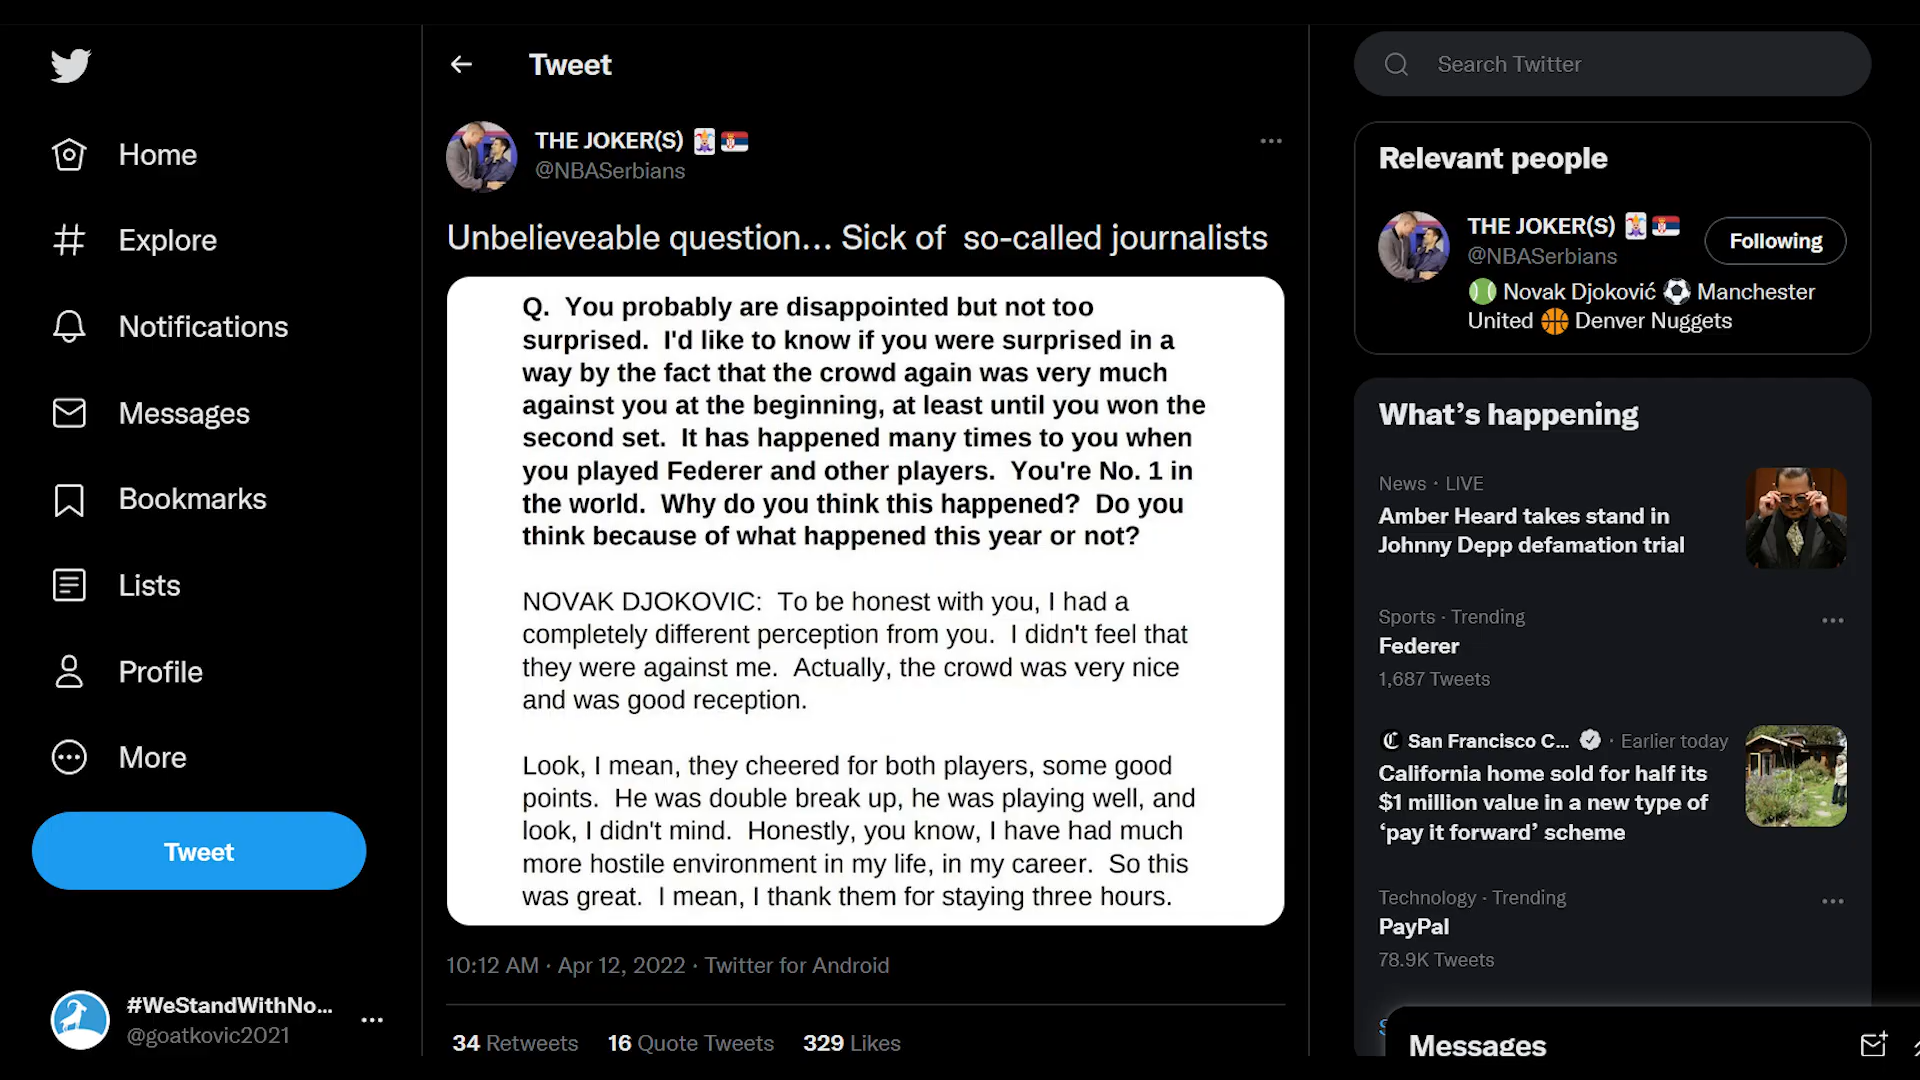 Home
Explore
Notifications
Messages
Bookmarks
Lists
Profile
More
Tweet
#WeStandWithNo...
@goatkovic2021
Tweet
THE JOKER(S)
@NBASerbians
Unbelieveable question... Sick of  so-called journalists
Q.  You probably are disappointed but not too
surprised.  I'd like to know if you were surprised in a
way by the fact that the crowd again was very much
against you at the beginning, at least until you won the
second set.  It has happened many times to you when
you played Federer and other players.  You're No. 1 in
the world.  Why do you think this happened?  Do you
think because of what happened this year or not?
NOVAK DJOKOVIC:  To be honest with you, I had a
completely different perception from you.  I didn't feel that
they were against me.  Actually, the crowd was very nice
and was good reception.
Look, I mean, they cheered for both players, some good
points.  He was double break up, he was playing well, and
look, I didn't mind.  Honestly, you know, I have had much
more hostile environment in my life, in my career.  So this
was great.  I mean, I thank them for staying three hours.
10:12 AM · Apr 12, 2022 · Twitter for Android
34 Retweets 16 Quote Tweets 329 Likes
Search Twitter
Relevant people
THE JOKER(S)
@NBASerbians
Following
Novak Djoković Manchester
United Denver Nuggets
What's happening
News · LIVE
Amber Heard takes stand in
Johnny Depp defamation trial
Sports · Trending
Federer
1,687 Tweets
San Francisco C... · Earlier today
California home sold for half its
$1 million value in a new type of
'pay it forward' scheme
Technology · Trending
PayPal
78.9K Tweets
Messages